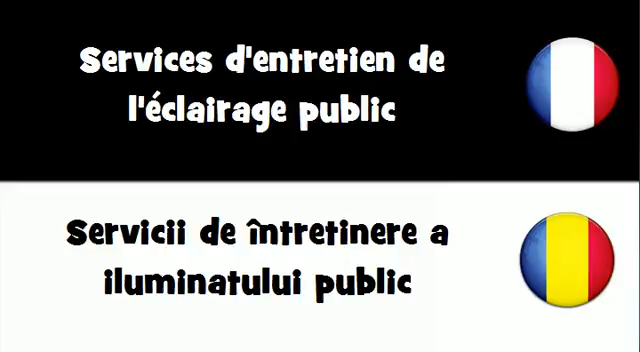 Services d'entretien de
l'éclairage public
Servicii de întretinere a
iluminatului public